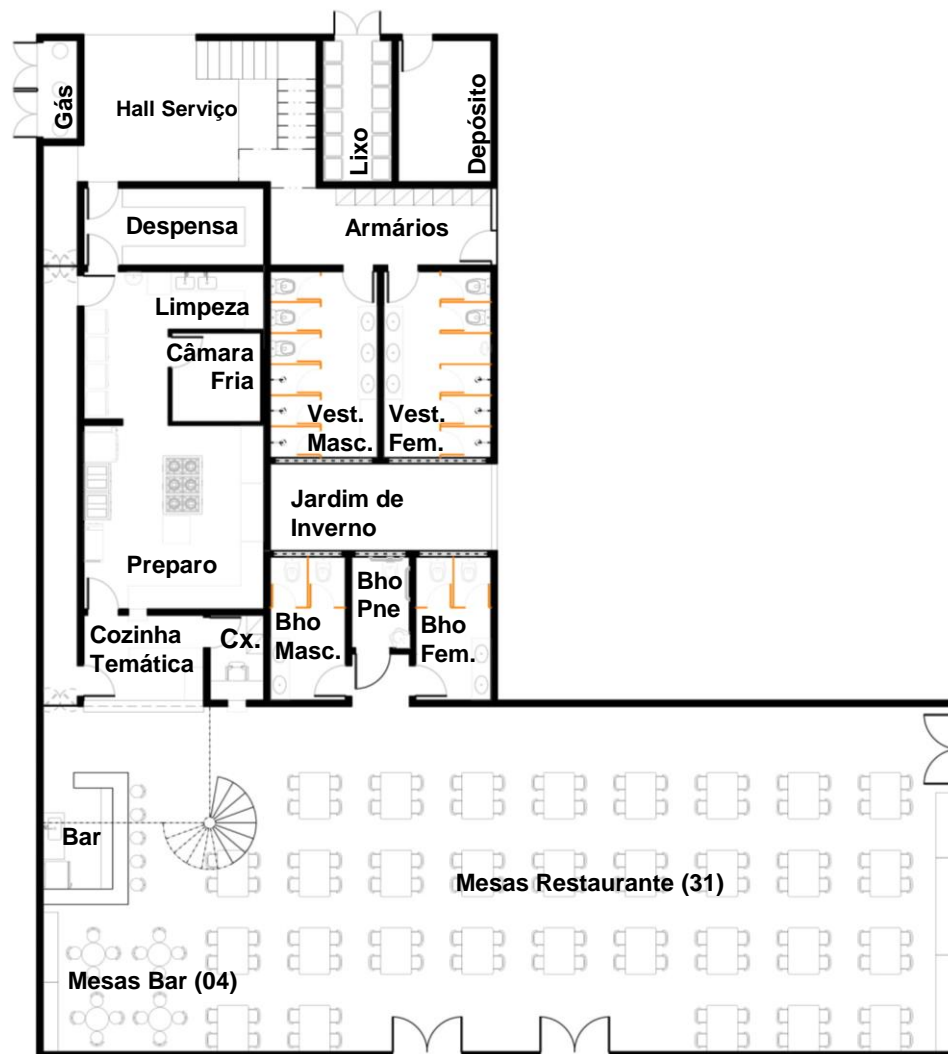 Gás
Hall Serviço
Lixo
Depósito
Despensa
Armários
Limpeza
Câmara
Fria
Vest.
Masc.
Vest.
Fem.
Jardim de
Inverno
Preparo
Cozinha
Temática
Cx.
Bho
Masc.
Bho
Pne
Bho
Fem.
Bar
Mesas Restaurante (31)
Mesas Bar (04)